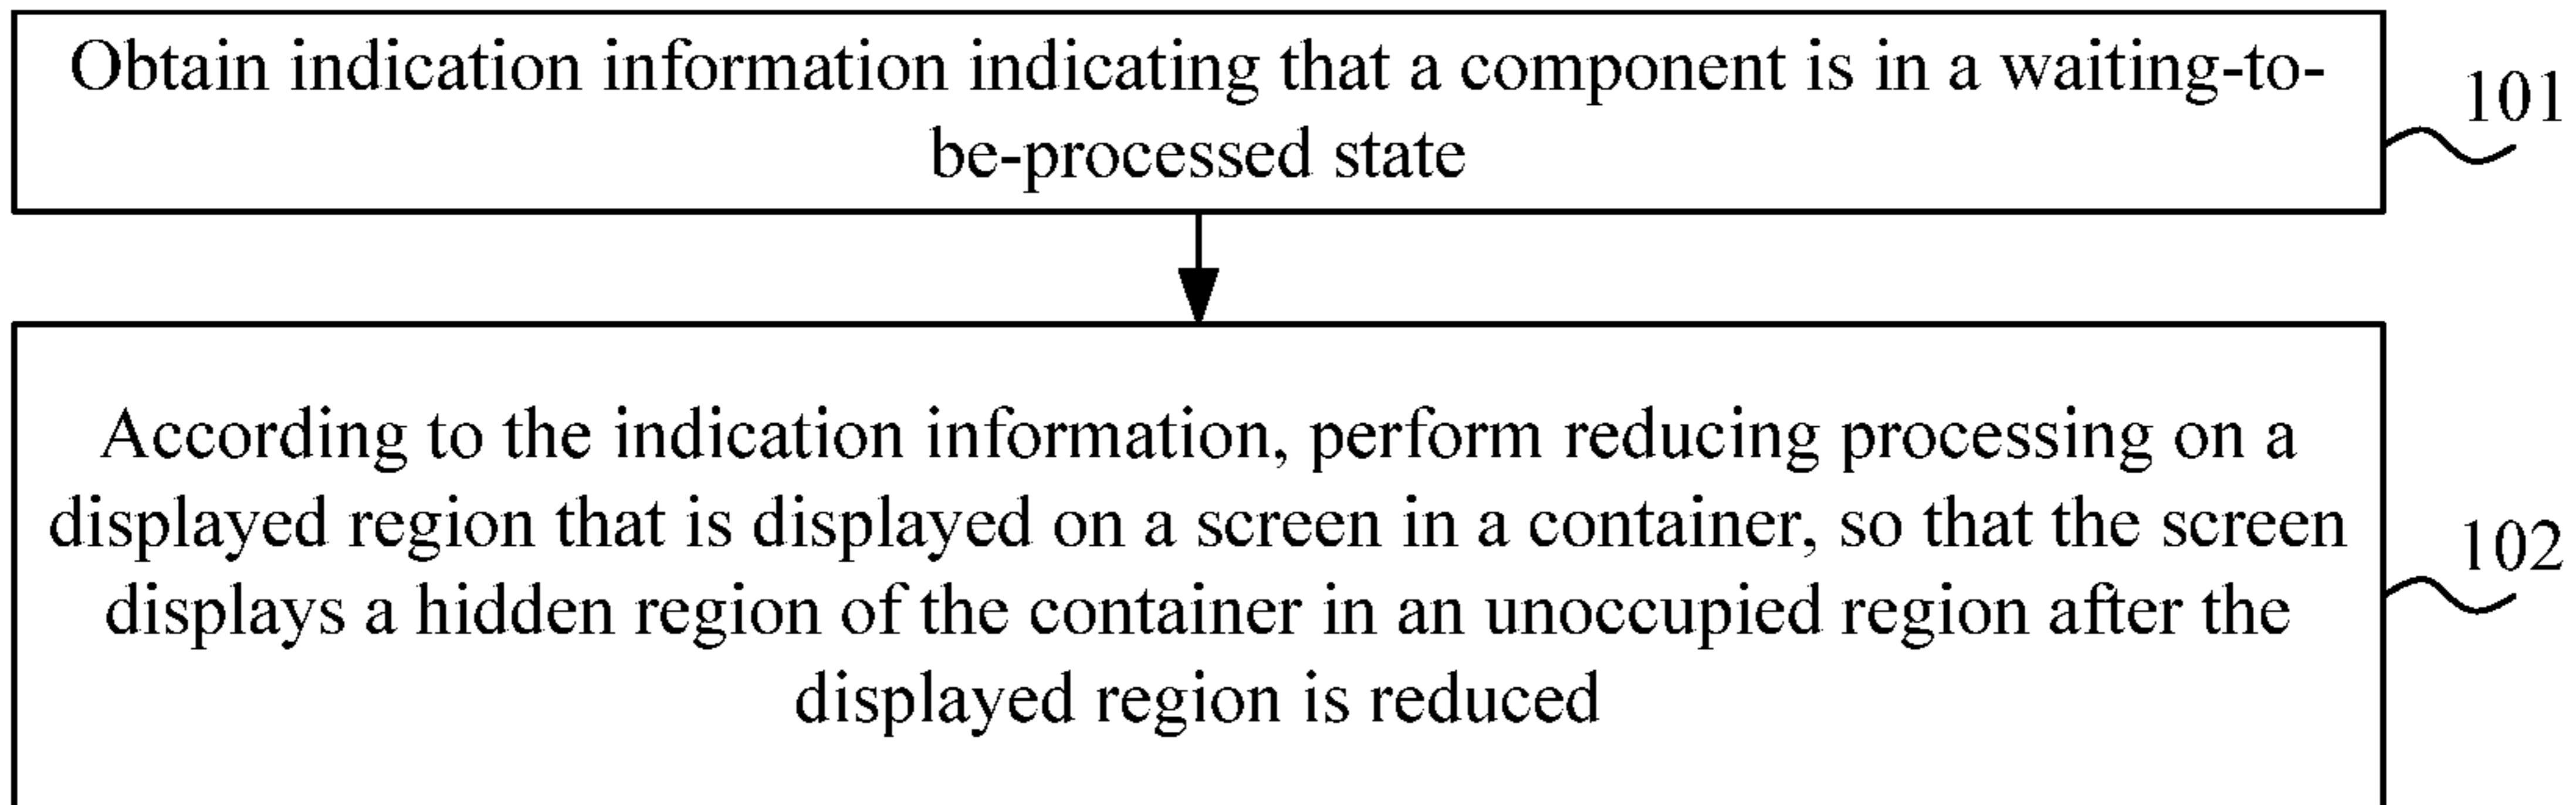 Obtain indication information indicating that a component is in a waiting-to-
be-processed state
101
According to the indication information, perform reducing processing on a
displayed region that is displayed on a screen in a container, so that the screen
displays a hidden region of the container in an unoccupied region after the
displayed region is reduced
102